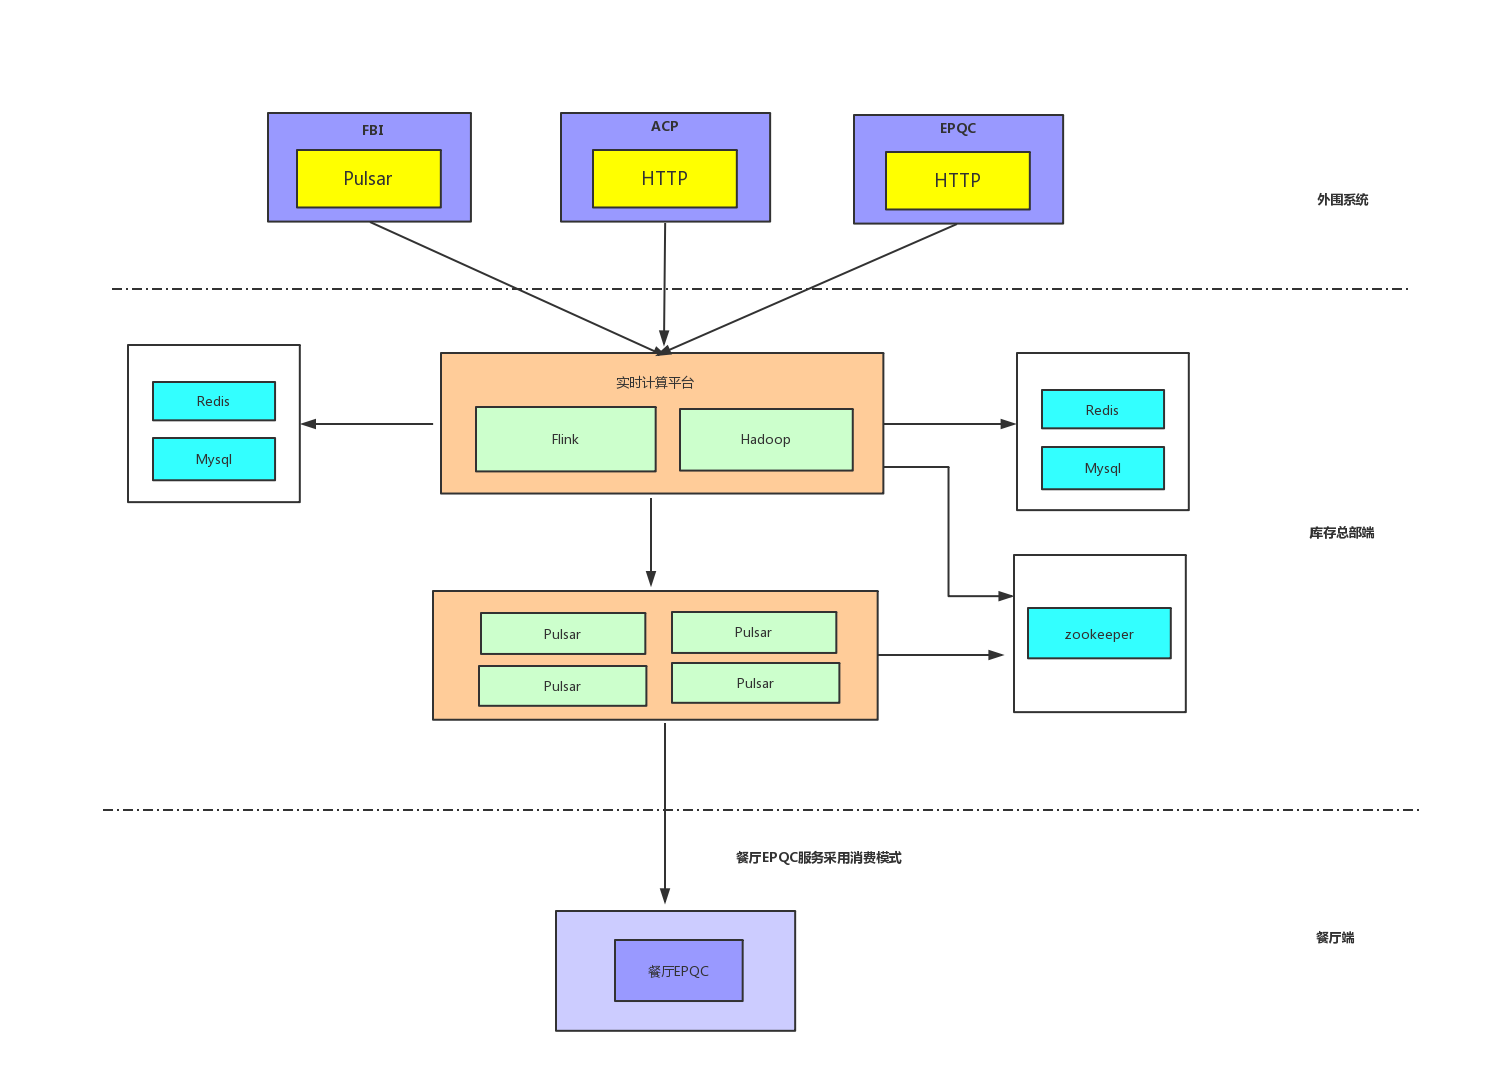 FBI
Pulsar
ACP
HTTP
EPQC
HTTP
外围系统
实时计算平台
Flink
Hadoop
Redis
Mysql
Redis
Mysql
库存总部端
Pulsar
Pulsar
Pulsar
Pulsar
zookeeper
餐厅EPQC服务采用消费模式
餐厅端
餐厅EPQC